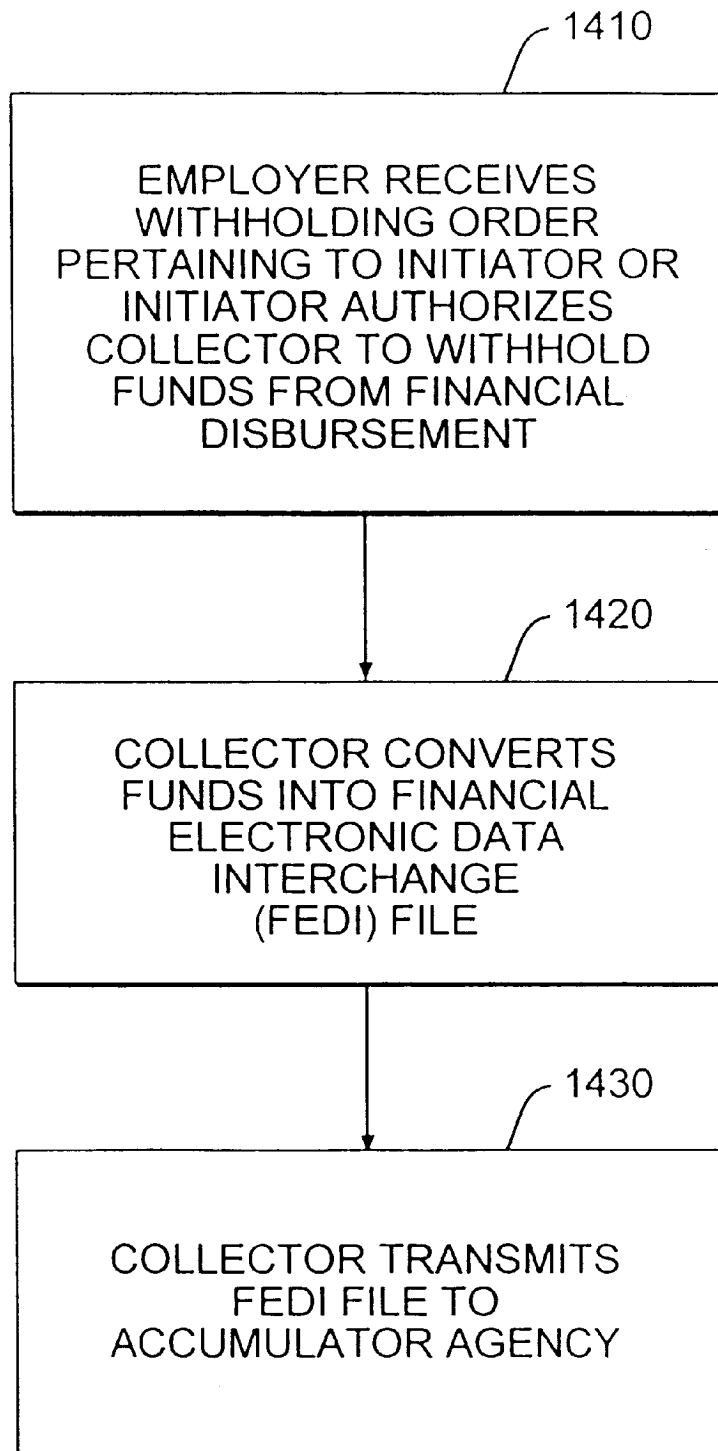 1410
EMPLOYER RECEIVES
WITHHOLDING ORDER
PERTAINING TO INITIATOR OR
INITIATOR AUTHORIZES
COLLECTOR TO WITHHOLD
FUNDS FROM FINANCIAL
DISBURSEMENT
1420
COLLECTOR CONVERTS
FUNDS INTO FINANCIAL
ELECTRONIC DATA
INTERCHANGE
(FEDI) FILE
1430
COLLECTOR TRANSMITS
FEDI FILE TO
ACCUMULATOR AGENCY